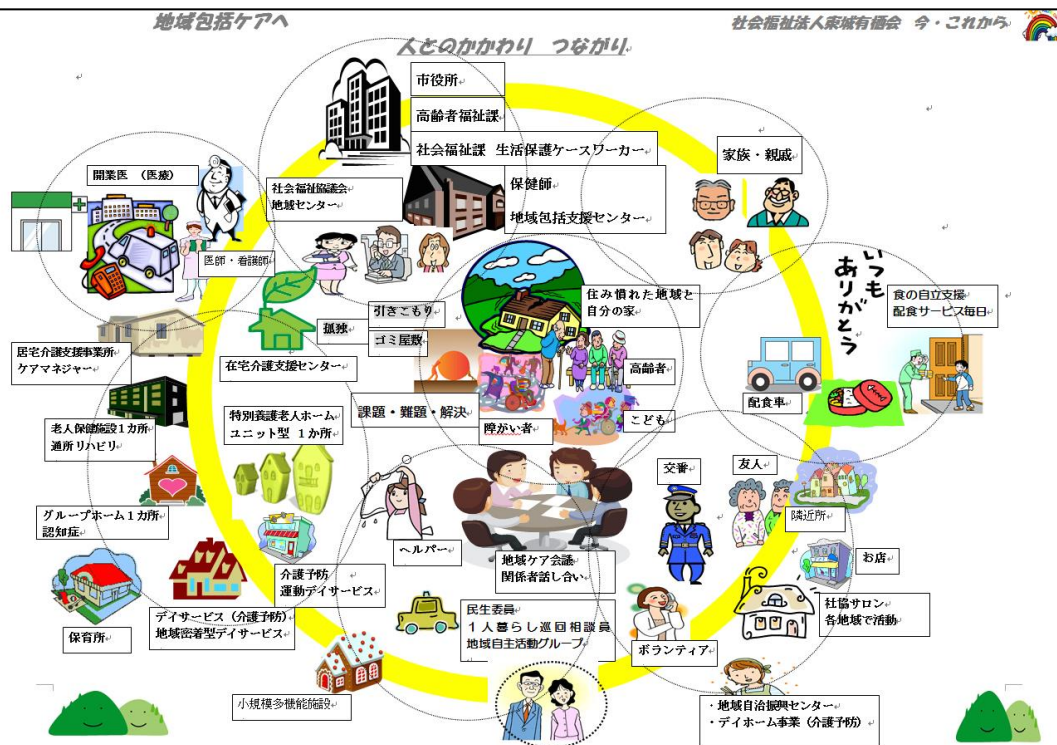 地域包括ケアへ
社会福祉法人東城有栖会 今・これから
人とのかかわり つながり
市役所
高齢者福祉課
社会福祉課 生活保護ケースワーカー
保健師
地域包括支援センター
家族・親戚
開業医 (医療)
社会福祉協議会
地域センター
医師・看護師
いつも
ありがとう
食の自立支援
配食サービス毎日
住み慣れた地域と
自分の家
引きこもり
孤独
ゴミ屋敷
居宅介護支援事業所
ケアマネジャー
在宅介護支援センター
高齢者
配食車
課題・難題・解決
特別養護老人ホーム
ユニット型 1か所
障がい者
こども
老人保健施設1カ所
通所リハビリ
交番
友人
隣近所
グループホーム1カ所
認知症
ヘルパー
地域ケア会議
関係者話し合い
お店
介護予防
運動デイサービス
保育所
デイサービス(介護予防)
地域密着型デイサービス
民生委員
1人暮らし巡回相談員
地域自主活動グループ
ボランティア
社協サロン
各地域で活動
小規模多機能施設
・地域自治振興センター
・デイホーム事業(介護予防)